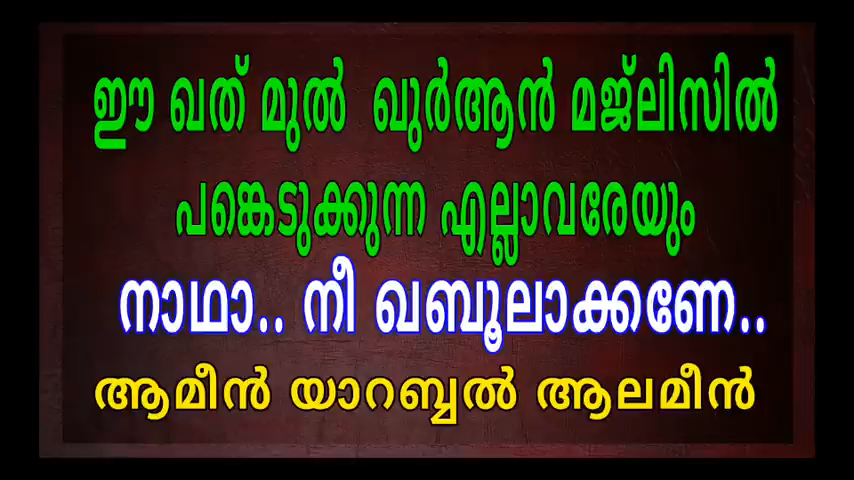 ഈ ഖത് മുൽ ഖുർആൻ മജ്‌ലിസിൽ
പങ്കെടുക്കുന്ന എല്ലാവരേയും
നാഥാ.. നീ ഖബൂലാക്കണേ..
ആമീൻ യാറബ്ബൽ ആലമീൻ